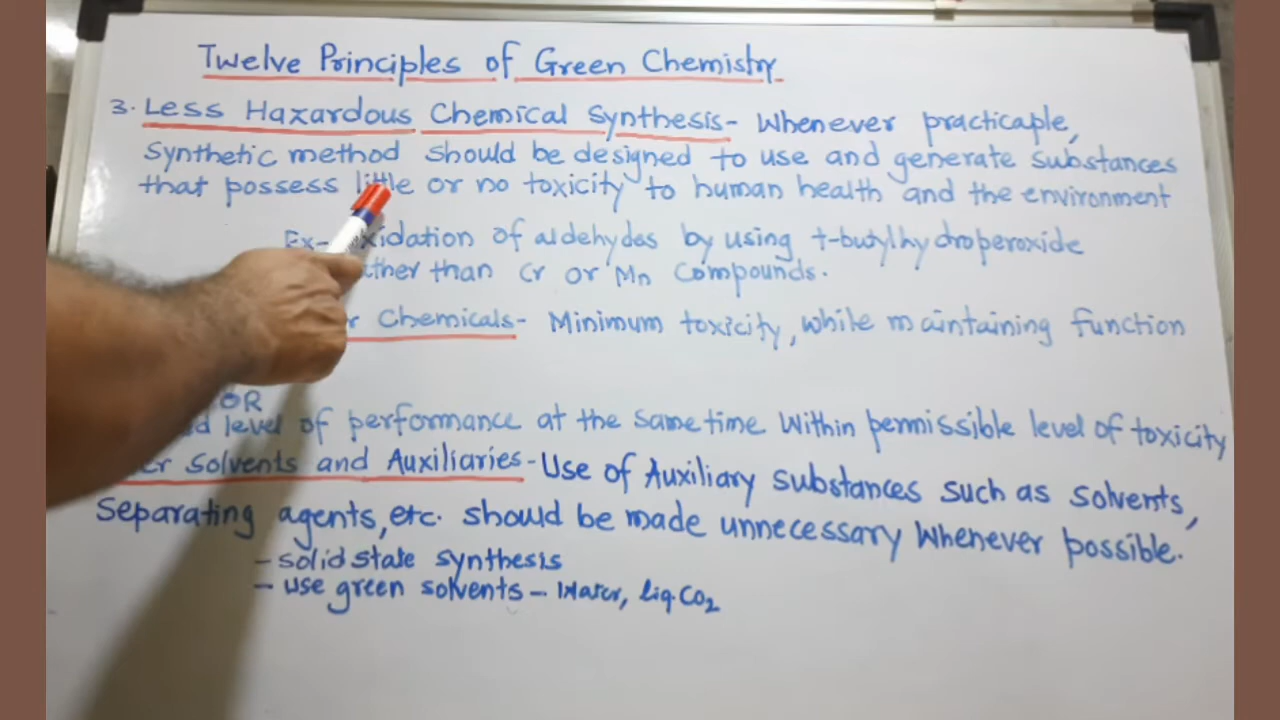 Twelve Principles of Green Chemistry
3. Less Hazardous Chemical Synthesis- Whenever practicaple,
Synthetic method should be designed to use and generate substances
that possess little or no toxicity to human health and the environment
Ex- oxidation of aldehydes by using t-butylhydroperoxide
than Cr or Mn compounds.
Chemicals- Minimum toxicity, while maintaining function
OR
level of performance at the same time within permissible level of toxicity
Solvents and Auxiliaries- Use of Auxiliary substances such as solvents,
Separating agents, etc. should be made unnecessary whenever possible.
- solid state synthesis
- use green solvents - Water, liq. CO2